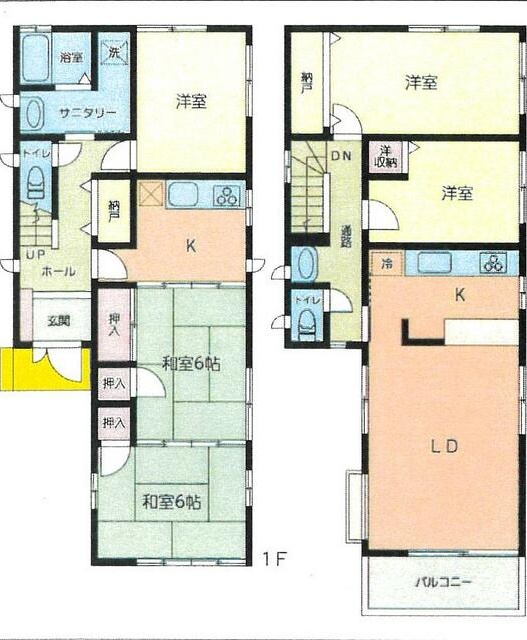 浴室
洗
サニタリー
洋室
トイレ
納戸
K
UP
ホール
玄関
押入
和室6帖
押入
押入
和室6帖
1F
納戸
洋室
DN
洋収納
洋室
通路
冷
K
トイレ
LD
バルコニー